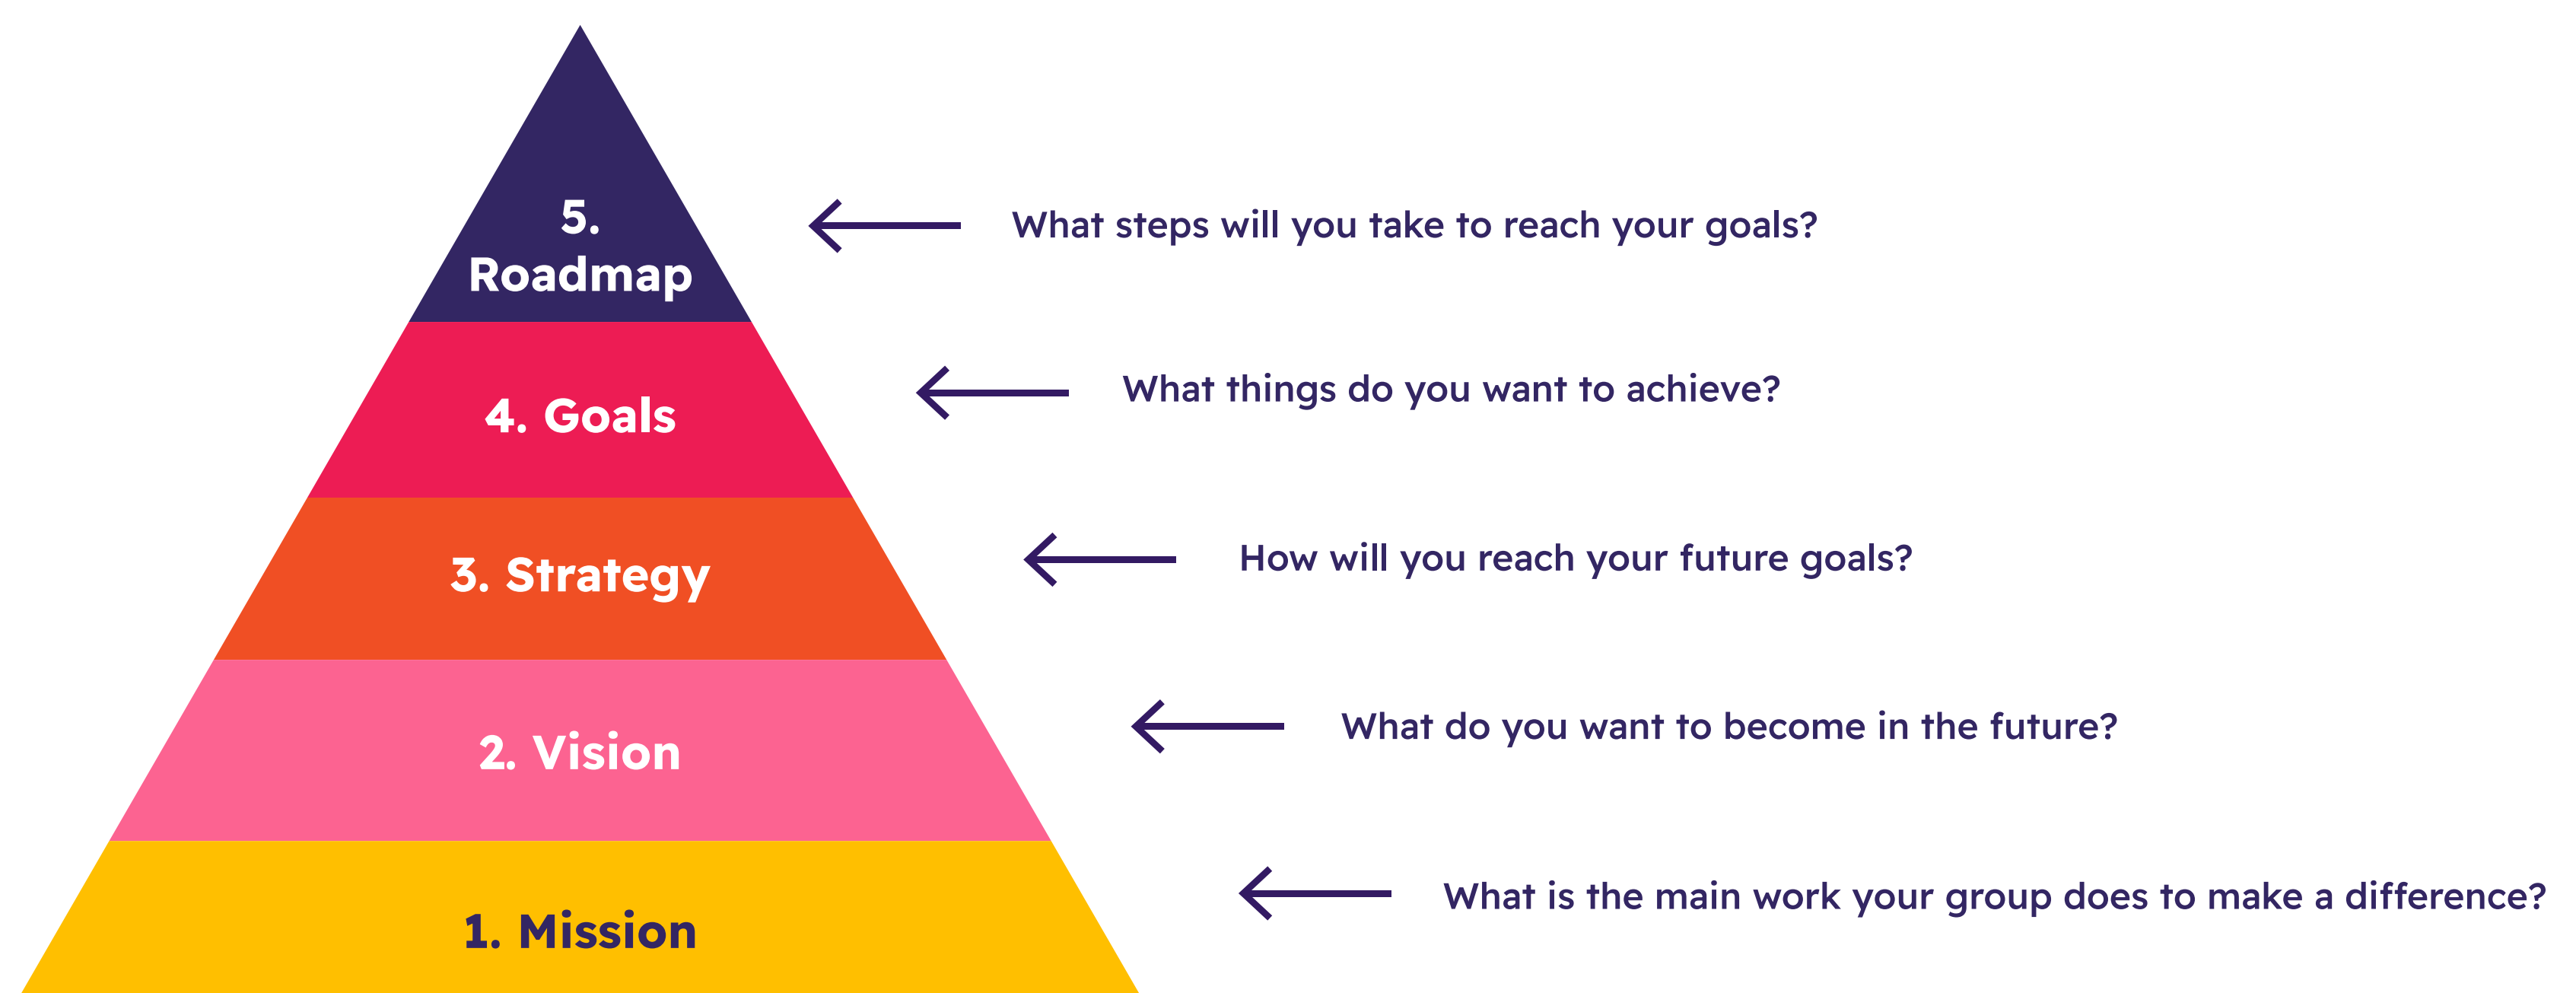 5.
Roadmap
What steps will you take to reach your goals?
4. Goals
What things do you want to achieve?
3. Strategy
How will you reach your future goals?
2. Vision
What do you want to become in the future?
1. Mission
What is the main work your group does to make a difference?